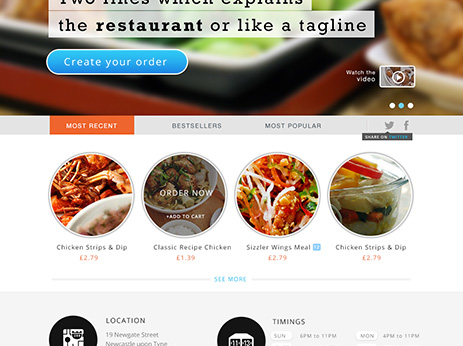 Two lines which explains
the restaurant or like a tagline
Create your order
Watch the
video
MOST RECENT
BESTSELLERS
MOST POPULAR
SHARE ON TWITTER
ORDER NOW
+ADD TO CART
Chicken Strips & Dip
£2.79
Classic Recipe Chicken
£1.39
Sizzler Wings Meal
£2.79
Chicken Strips & Dip
£2.79
SEE MORE
LOCATION
19 Newgate Street
Newcastle upon Tyne
TIMINGS
SUN 6PM to 11PM
MON 4PM to 11PM